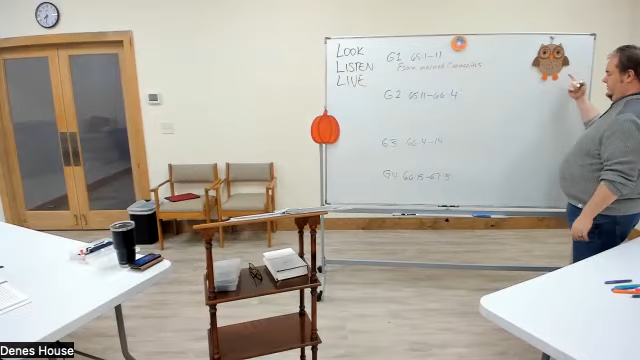 LOOK
LISTEN
LIVE
G1 65:1-11
G2 65:11-66:4
G3 66:4-14
G4 66:15-67:5
Denes House